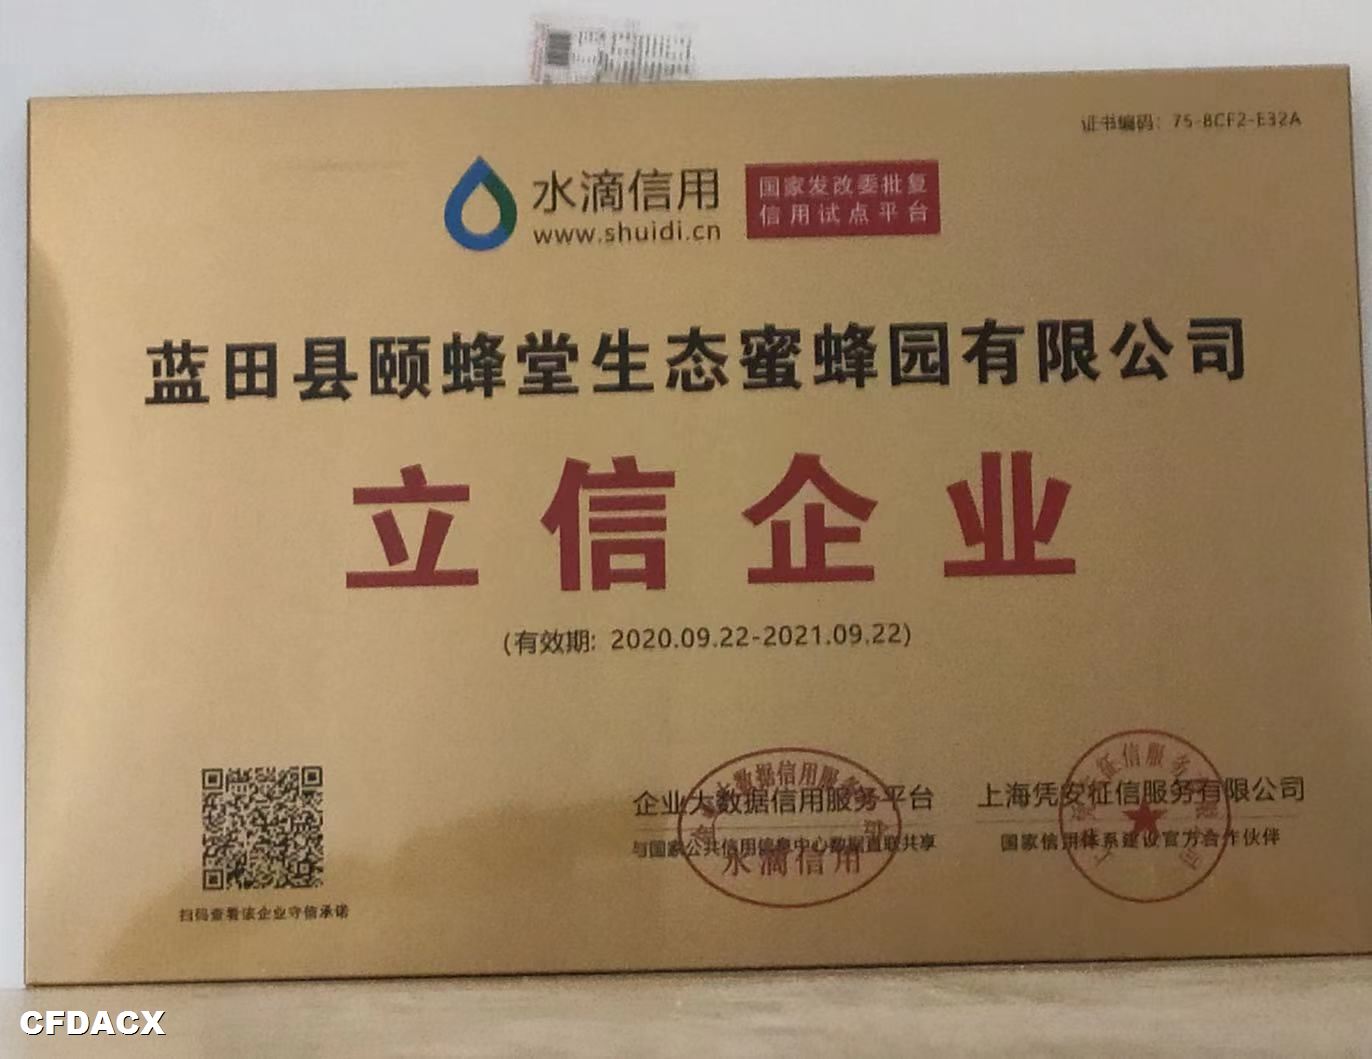 证书编码: 75-8CF2-E32A
水滴信用
www.shuidi.cn
国家发改委批复
信用试点平台
蓝田县颐蜂堂生态蜜蜂园有限公司
立信企业
(有效期: 2020.09.22-2021.09.22)
企业大数据信用服务平台
与国家公共信用信息中心数据直联共享
水滴信用
上海凭安征信服务有限公司
国家信用体系建设官方合作伙伴
扫码查看该企业守信承诺
CFDACX